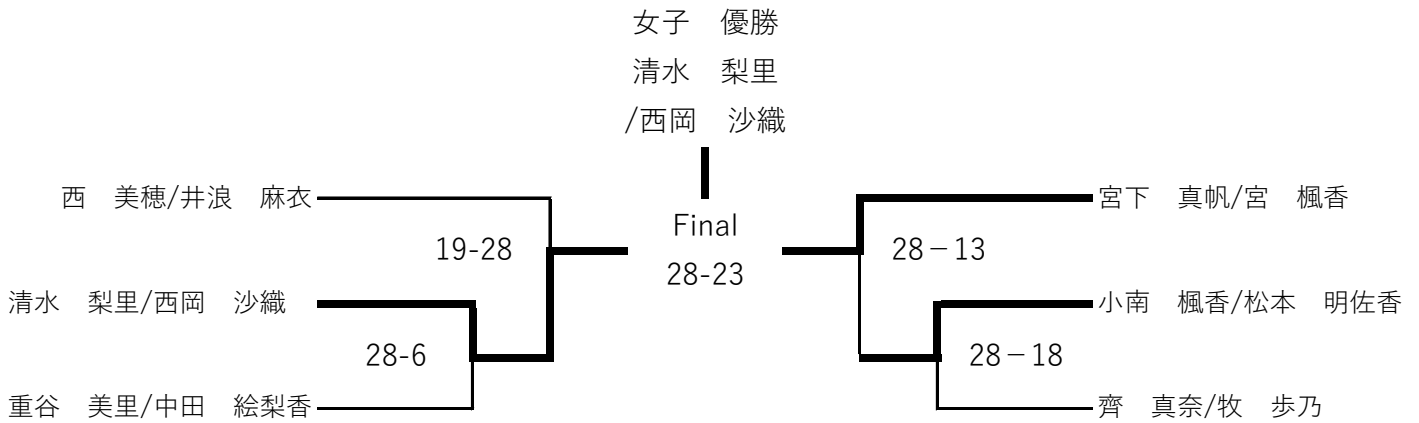 女子　優勝
清水　梨里
/西岡　沙織
西　美穂/井浪　麻衣
宮下　真帆/宮　楓香
Final
19-28
28－13
28-23
清水　梨里/西岡　沙織
小南　楓香/松本　明佐香
28-6
28－18
重谷　美里/中田　絵梨香
齊　真奈/牧　歩乃